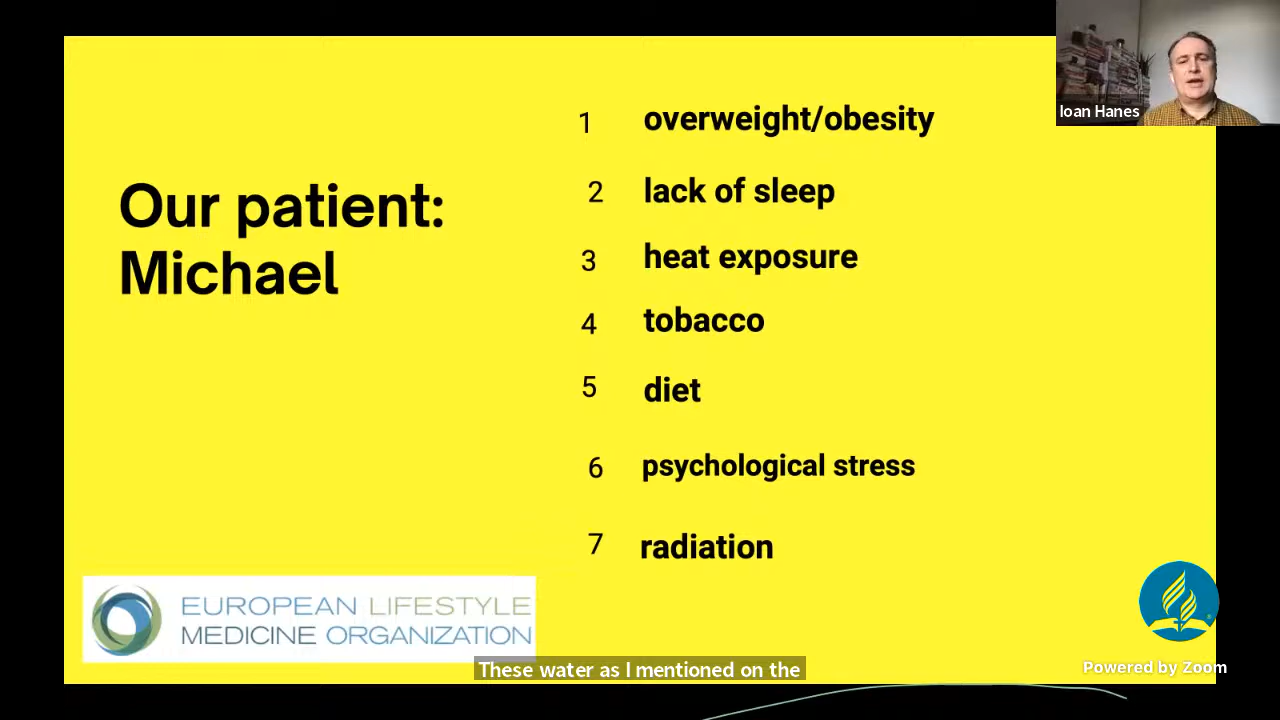 Ioan Hanes
Our patient:
Michael
1 overweight/obesity
2 lack of sleep
3 heat exposure
4 tobacco
5 diet
6 psychological stress
7 radiation
EUROPEAN LIFESTYLE
MEDICINE ORGANIZATION
These water as I mentioned on the
Powered by Zoom